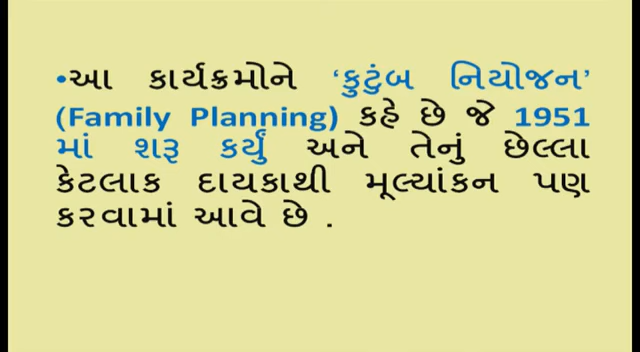 •આ કાર્યક્રમોને ‘કુટુંબ નિયોજન’
(Family Planning) કહે છે જે 1951
માં શરૂ કર્યું અને તેનું છેલ્લા
કેટલાક દાયકાથી મૂલ્યાંકન પણ
કરવામાં આવે છે .